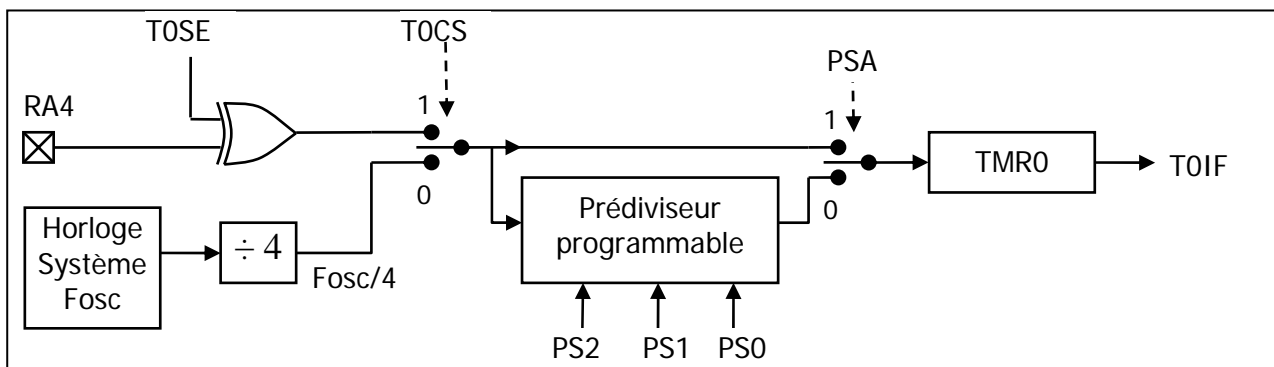 T0SE
T0CS
PSA
RA4
1
0
1
0
TMR0
T0IF
Horloge
Système
Fosc
÷ 4
Fosc/4
Prédiviseur
programmable
PS2
PS1
PS0